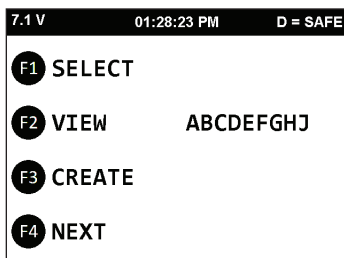 7.1 V 01:28:23 PM D = SAFE
F1 SELECT
F2 VIEW ABCDEFGHJ
F3 CREATE
F4 NEXT